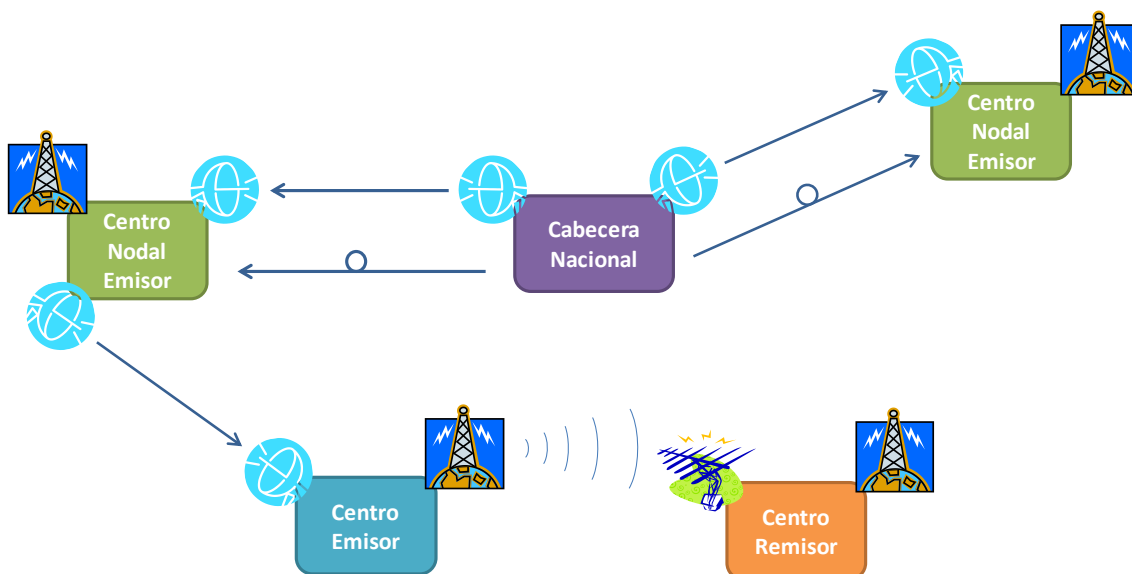 Centro
Nodal
Emisor
Centro
Nodal
Emisor
Cabecera
Nacional
Centro
Emisor
Centro
Remisor